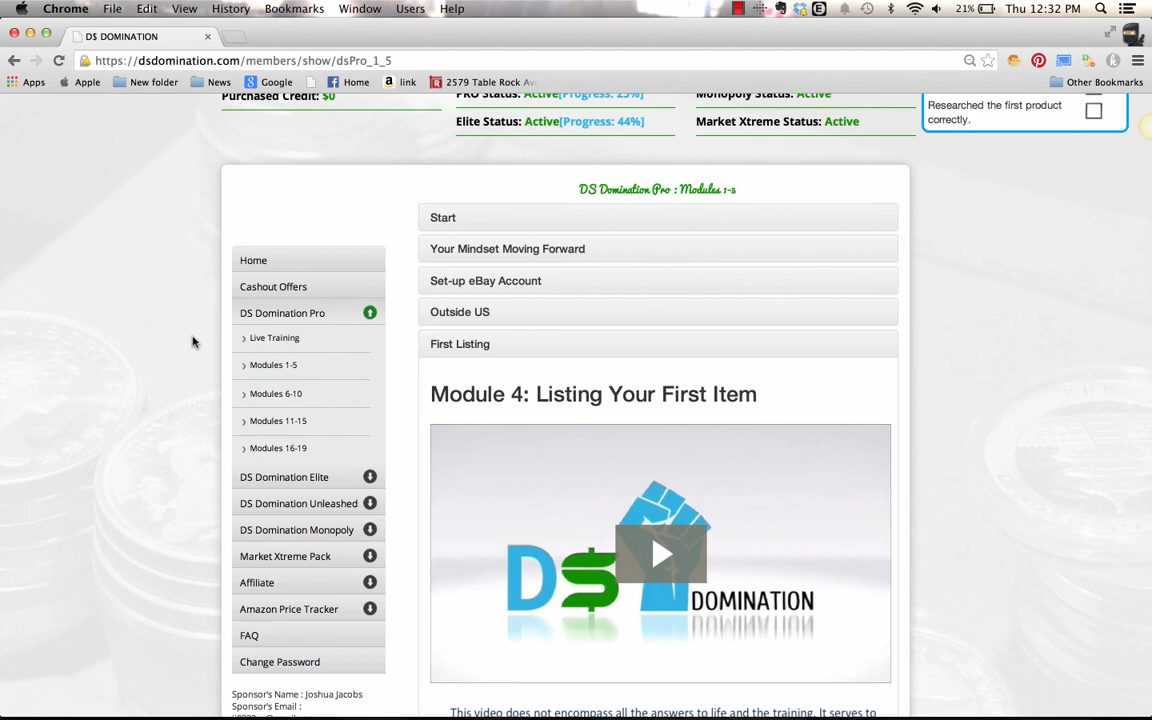 Chrome File Edit View History Bookmarks Window Users Help 21% Thu 12:32 PM
D$ DOMINATION
https://dsdomination.com/members/show/dsPro_1_5
Apps Apple New folder News Google Home link 2579 Table Rock Av Other Bookmarks
Purchased Credit: $0
PRO Status: Active[Progress: 25%]
Monopoly Status: Active
Elite Status: Active[Progress: 44%]
Market Xtreme Status: Active
Researched the first product
correctly.
DS Domination Pro : Modules 1-5
Start
Your Mindset Moving Forward
Set-up eBay Account
Outside US
First Listing
Home
Cashout Offers
DS Domination Pro
Live Training
Modules 1-5
Modules 6-10
Modules 11-15
Modules 16-19
DS Domination Elite
DS Domination Unleashed
DS Domination Monopoly
Market Xtreme Pack
Affiliate
Amazon Price Tracker
FAQ
Change Password
Sponsor's Name : Joshua Jacobs
Sponsor's Email :
Module 4: Listing Your First Item
D$ DOMINATION
This video does not encompass all the answers to life and the training. It serves to